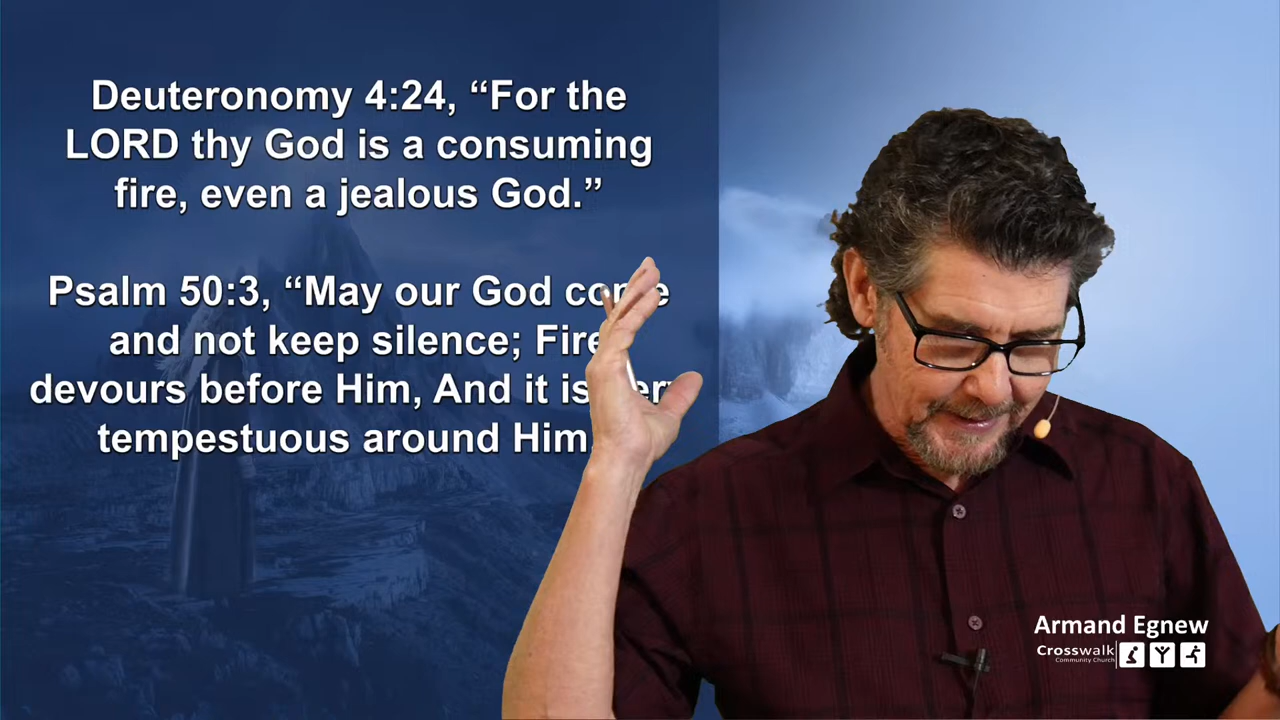 Deuteronomy 4:24, “For the
LORD thy God is a consuming
fire, even a jealous God.”
Psalm 50:3, “May our God
and not keep silence; Fire
devours before Him, And it is
tempestuous around Him.
Armand Egnew
Crosswalk
Community Church